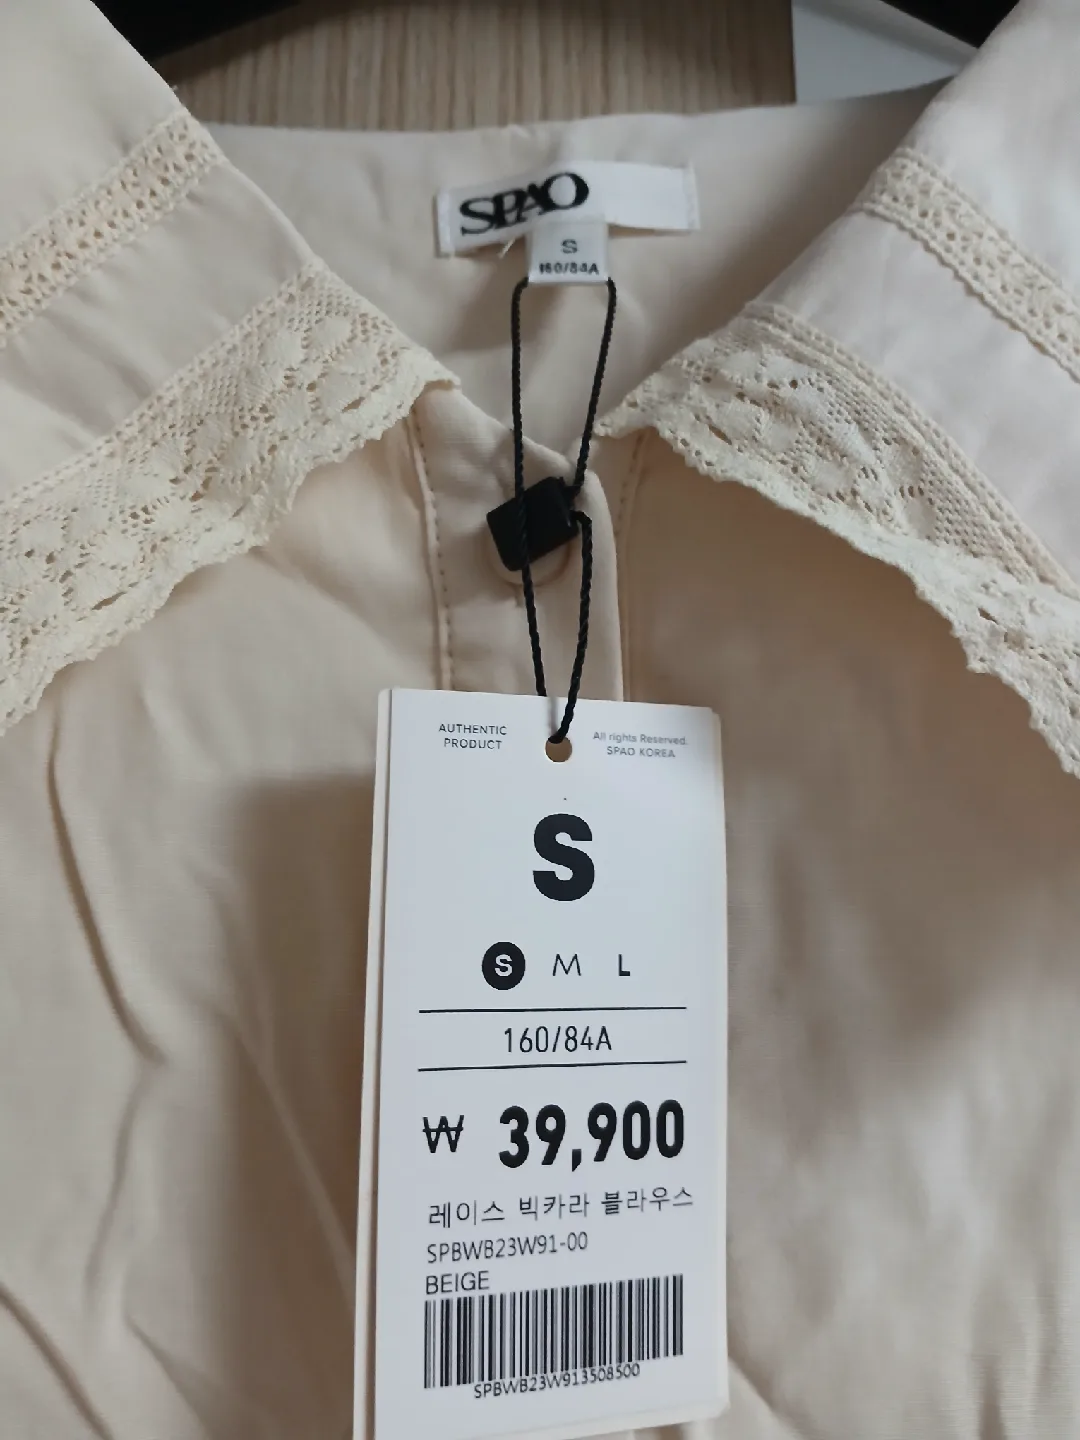 SPAO
S
160/84A
AUTHENTIC
PRODUCT
All rights Reserved.
SPAO KOREA
S
S M L
160/84A
₩ 39,900
레이스 빅카라 블라우스
SPBWB23W91-00
BEIGE
SPBWB23W913508500